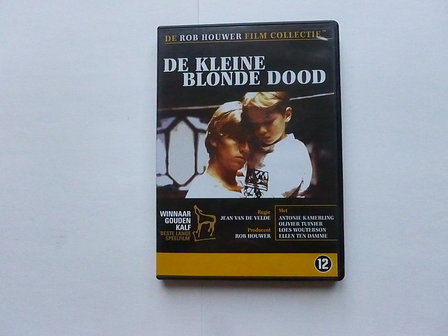 DE ROB HOUWER FILM COLLECTIE™
DE KLEINE
BLONDE DOOD
WINNAAR
GOUDEN
KALF
BESTE LANGE
SPEELFILM
Regie
JEAN VAN DE VELDE
Producent
ROB HOUWER
Met
ANTONIE KAMERLING
OLIVIER TUINIER
LOES WOUTERSON
ELLEN TEN DAMME
12